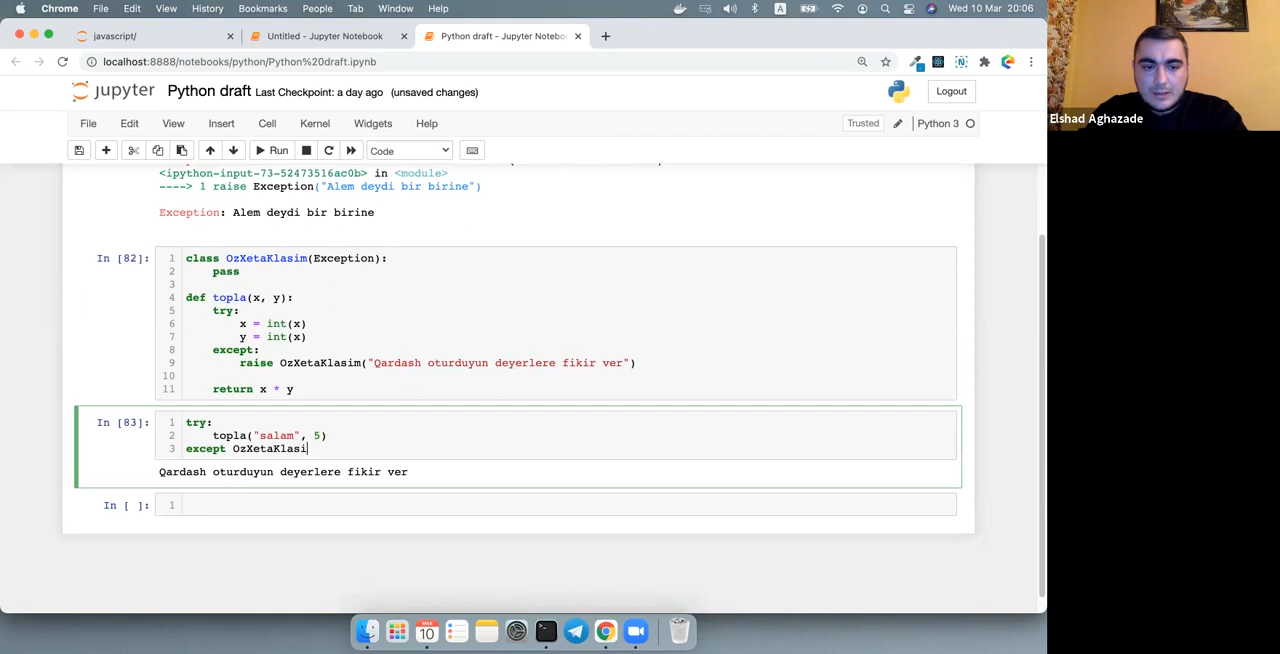 Chrome File Edit View History Bookmarks People Tab Window Help A Wed 10 Mar 20:06
javascript/ Untitled - Jupyter Notebook Python draft - Jupyter Notebo
localhost:8888/notebooks/python/Python%20draft.ipynb
jupyter Python draft Last Checkpoint: a day ago (unsaved changes) Logout
File Edit View Insert Cell Kernel Widgets Help Trusted Python 3
Run Code
<ipython-input-73-52473516ac0b> in <module>
----> 1 raise Exception("Alem deydi bir birine")
Exception: Alem deydi bir birine
In [82]: 1 class OzXetaKlasim(Exception):
2 pass
3
4 def topla(x, y):
5 try:
6 x = int(x)
7 y = int(x)
8 except:
9 raise OzXetaKlasim("Qardash oturduyun deyerlere fikir ver")
10
11 return x * y
In [83]: 1 try:
2 topla("salam", 5)
3 except OzXetaKlasi
Qardash oturduyun deyerlere fikir ver
In [ ]: 1
MAR
10
Elshad Aghazade